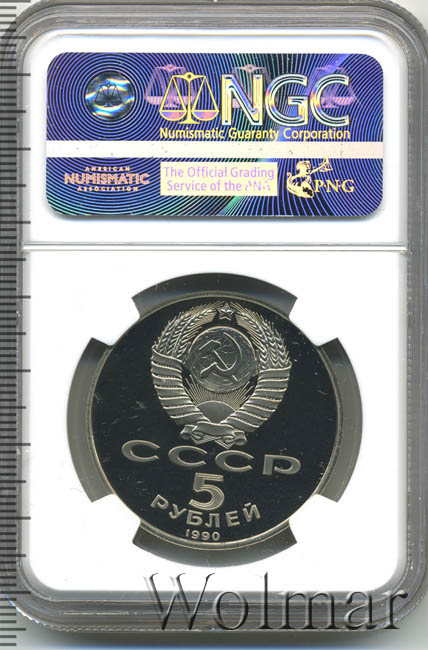 NGC
Numismatic Guaranty Corporation
AMERICAN
NUMISMATIC
ASSOCIATION
The Official Grading
Service of the PNG
PNG
СССР
5
РУБЛЕЙ
1990
Wolmar